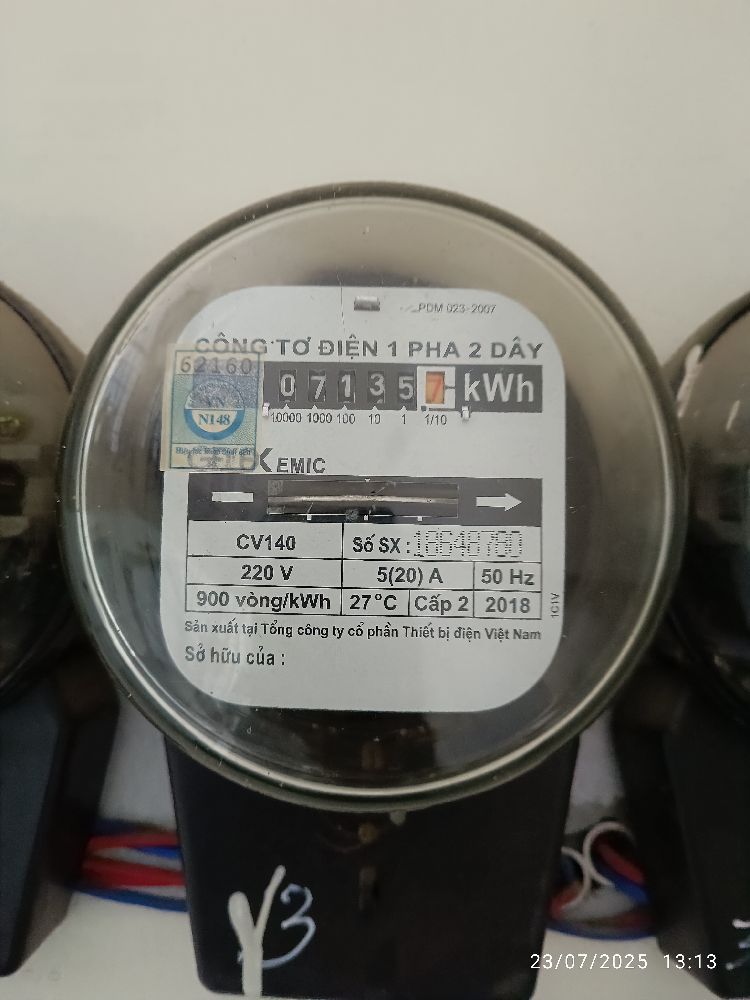 PDM 023-2007
CÔNG TƠ ĐIỆN 1 PHA 2 DÂY
62160
0 7 1 3 5 7 kWh
10000 1000 100 10 1 1/10
VN
N148
EMIC
CV140 Số SX : 18648780
220 V 5(20) A 50 Hz
900 vòng/kWh 27°C Cấp 2 2018
1C1V
Sản xuất tại Tổng công ty cổ phần Thiết bị điện Việt Nam
Sở hữu của :
Y3
23/07/2025 13:13